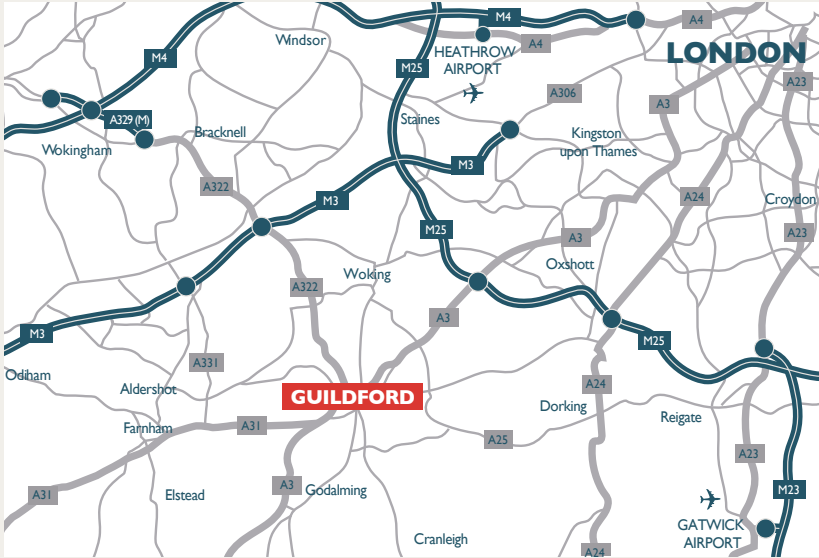 M4
A4
Windsor
HEATHROW
AIRPORT
A4
LONDON
M4
M25
A23
A306
A3
A329 (M)
Staines
Bracknell
Kingston
upon Thames
Wokingham
M3
A322
A24
M3
Croydon
M25
A23
A3
Oxshott
Woking
A322
A3
M3
M25
A331
Odiham
Aldershot
A24
GUILDFORD
Dorking
Reigate
Farnham
A31
A25
A23
A3
Godalming
M23
A31
Elstead
GATWICK
AIRPORT
Cranleigh
A24